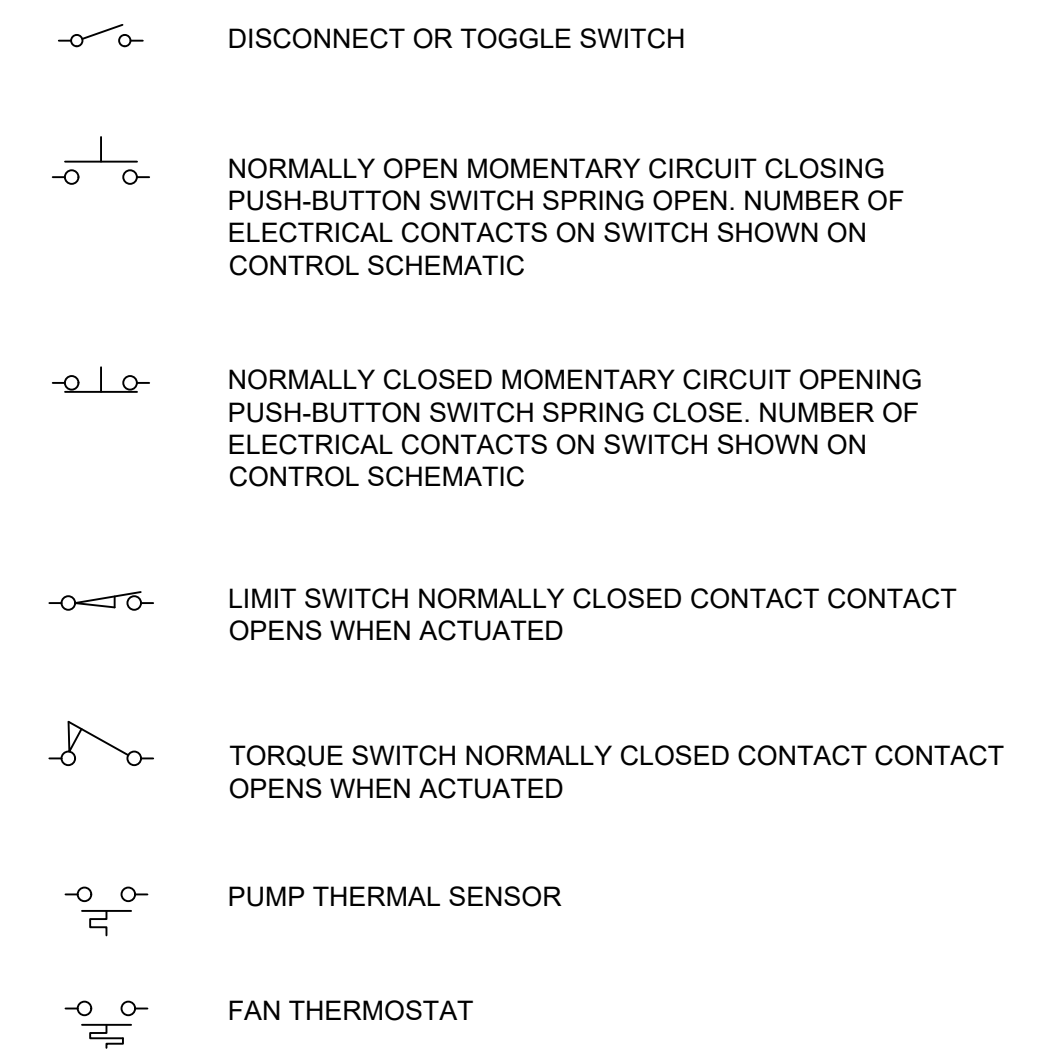 DISCONNECT OR TOGGLE SWITCH
NORMALLY OPEN MOMENTARY CIRCUIT CLOSING
PUSH-BUTTON SWITCH SPRING OPEN. NUMBER OF
ELECTRICAL CONTACTS ON SWITCH SHOWN ON
CONTROL SCHEMATIC
NORMALLY CLOSED MOMENTARY CIRCUIT OPENING
PUSH-BUTTON SWITCH SPRING CLOSE. NUMBER OF
ELECTRICAL CONTACTS ON SWITCH SHOWN ON
CONTROL SCHEMATIC
LIMIT SWITCH NORMALLY CLOSED CONTACT CONTACT
OPENS WHEN ACTUATED
TORQUE SWITCH NORMALLY CLOSED CONTACT CONTACT
OPENS WHEN ACTUATED
PUMP THERMAL SENSOR
FAN THERMOSTAT